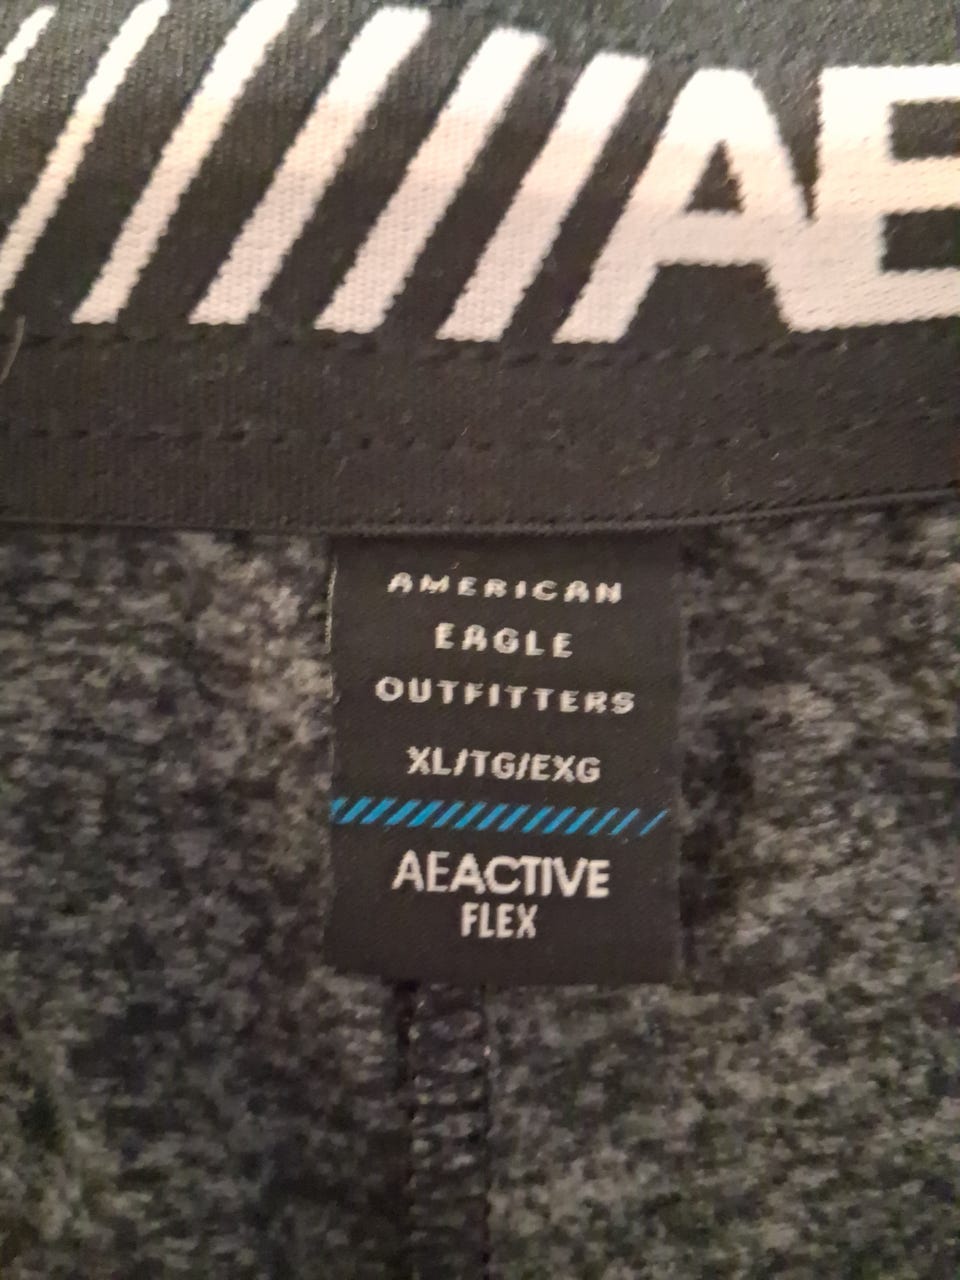 AE
AMERICAN
EAGLE
OUTFITTERS
XL/TG/EXG
AEACTIVE
FLEX